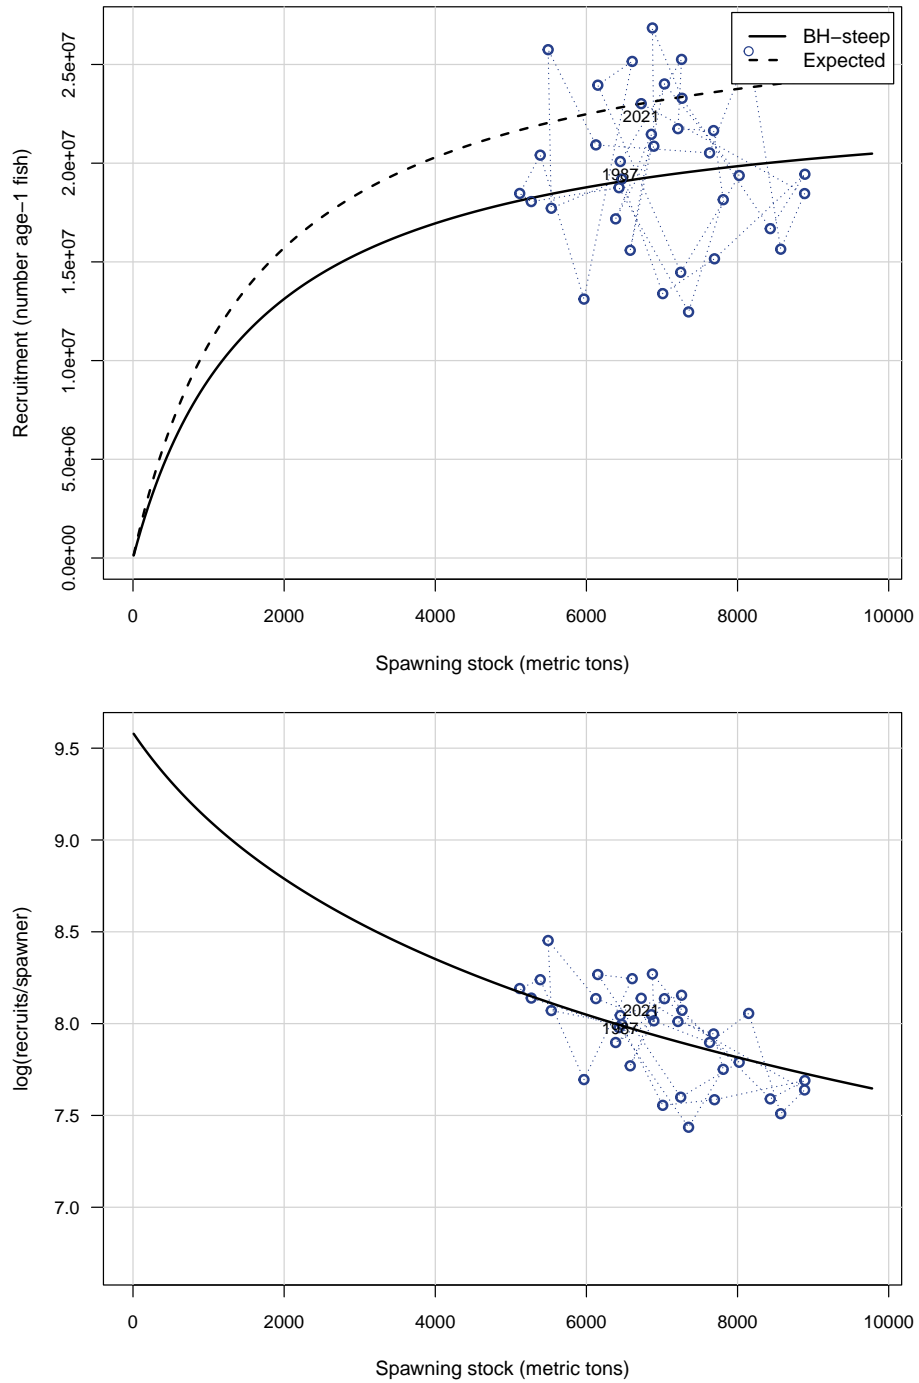 BH−steep
Expected
2021
1987
Recruitment (number age−1 fish)
2.5e+07
2.0e+07
1.5e+07
1.0e+07
5.0e+06
0.0e+00
0 2000 4000 6000 8000 10000
Spawning stock (metric tons)
log(recruits/spawner)
9.5
9.0
8.5
8.0
7.5
7.0
2021
1987
0 2000 4000 6000 8000 10000
Spawning stock (metric tons)